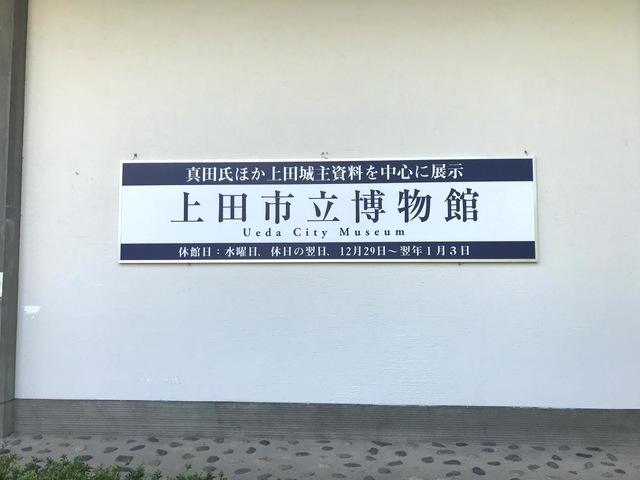 真田氏ほか上田城主資料を中心に展示
上田市立博物館
Ueda City Museum
休館日：水曜日、休日の翌日、12月29日～翌年1月3日